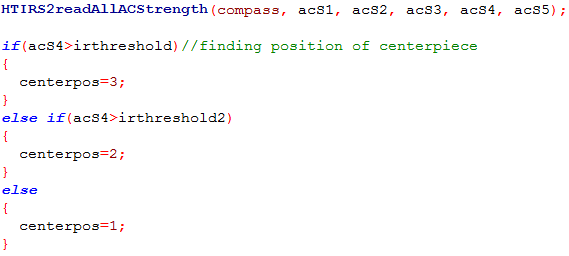 HTIRS2readAllACStrength(compass, acS1, acS2, acS3, acS4, acS5);
if(acS4>irthreshold)//finding position of centerpiece
{
centerpos=3;
}
else if(acS4>irthreshold2)
{
centerpos=2;
}
else
{
centerpos=1;
}